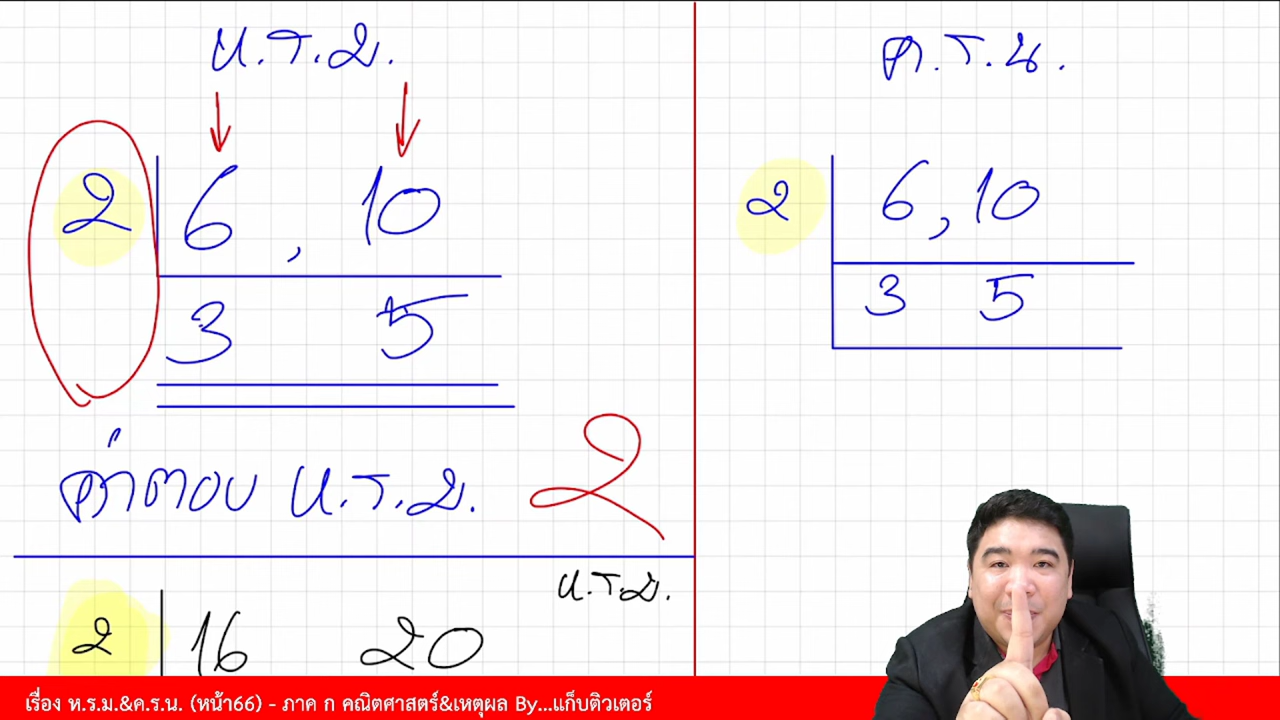 ห.ร.ม.
2 6 , 10
3 5
คำตอบ ห.ร.ม. 2
ห.ร.ม.
2 16 20
ค.ร.น.
2 6 , 10
3 5
เรื่อง ห.ร.ม.&ค.ร.น. (หน้า66) - ภาค ก คณิตศาสตร์&เหตุผล By...แก็บติวเตอร์